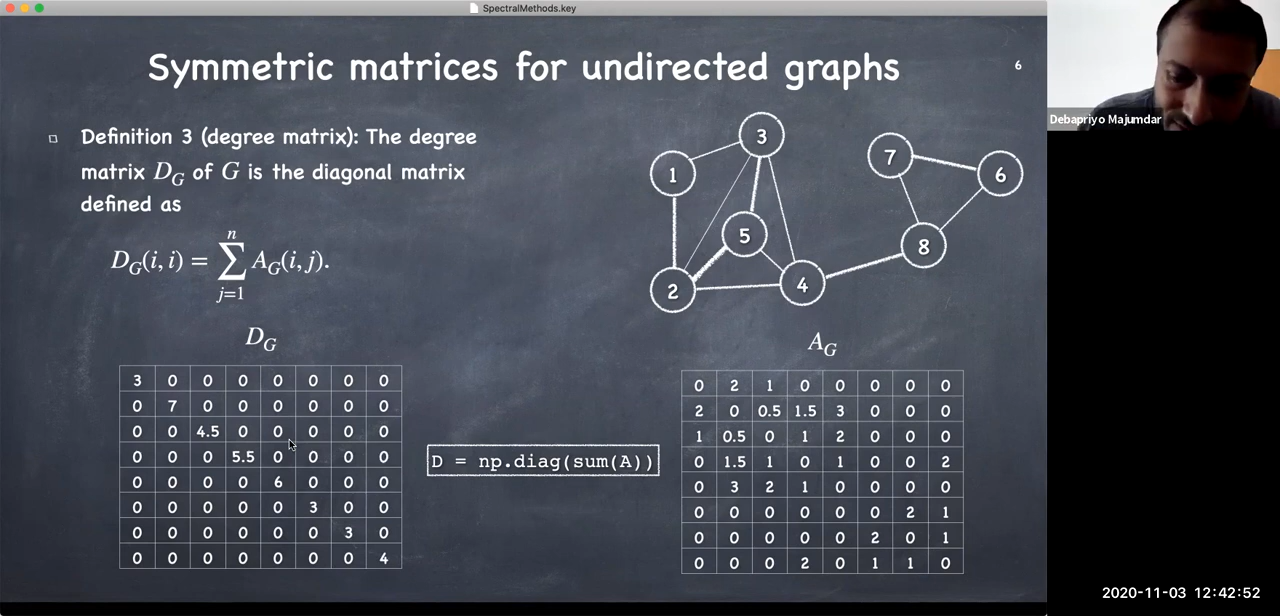 SpectralMethods.key
Symmetric matrices for undirected graphs
6
Definition 3 (degree matrix): The degree
matrix D_G of G is the diagonal matrix
defined as
D_G(i, i) = ∑_{j=1}^{n} A_G(i, j).
3
7
1
6
5
8
2
4
D_G
3 0 0 0 0 0 0 0
0 7 0 0 0 0 0 0
0 0 4.5 0 0 0 0 0
0 0 0 5.5 0 0 0 0
0 0 0 0 6 0 0 0
0 0 0 0 0 3 0 0
0 0 0 0 0 0 3 0
0 0 0 0 0 0 0 4
D = np.diag(sum(A))
A_G
0 2 1 0 0 0 0 0
2 0 0.5 1.5 3 0 0 0
1 0.5 0 1 2 0 0 0
0 1.5 1 0 1 0 0 2
0 3 2 1 0 0 0 0
0 0 0 0 0 0 2 1
0 0 0 0 0 2 0 1
0 0 0 2 0 1 1 0
Debapriyo Majumdar
2020-11-03 12:42:52